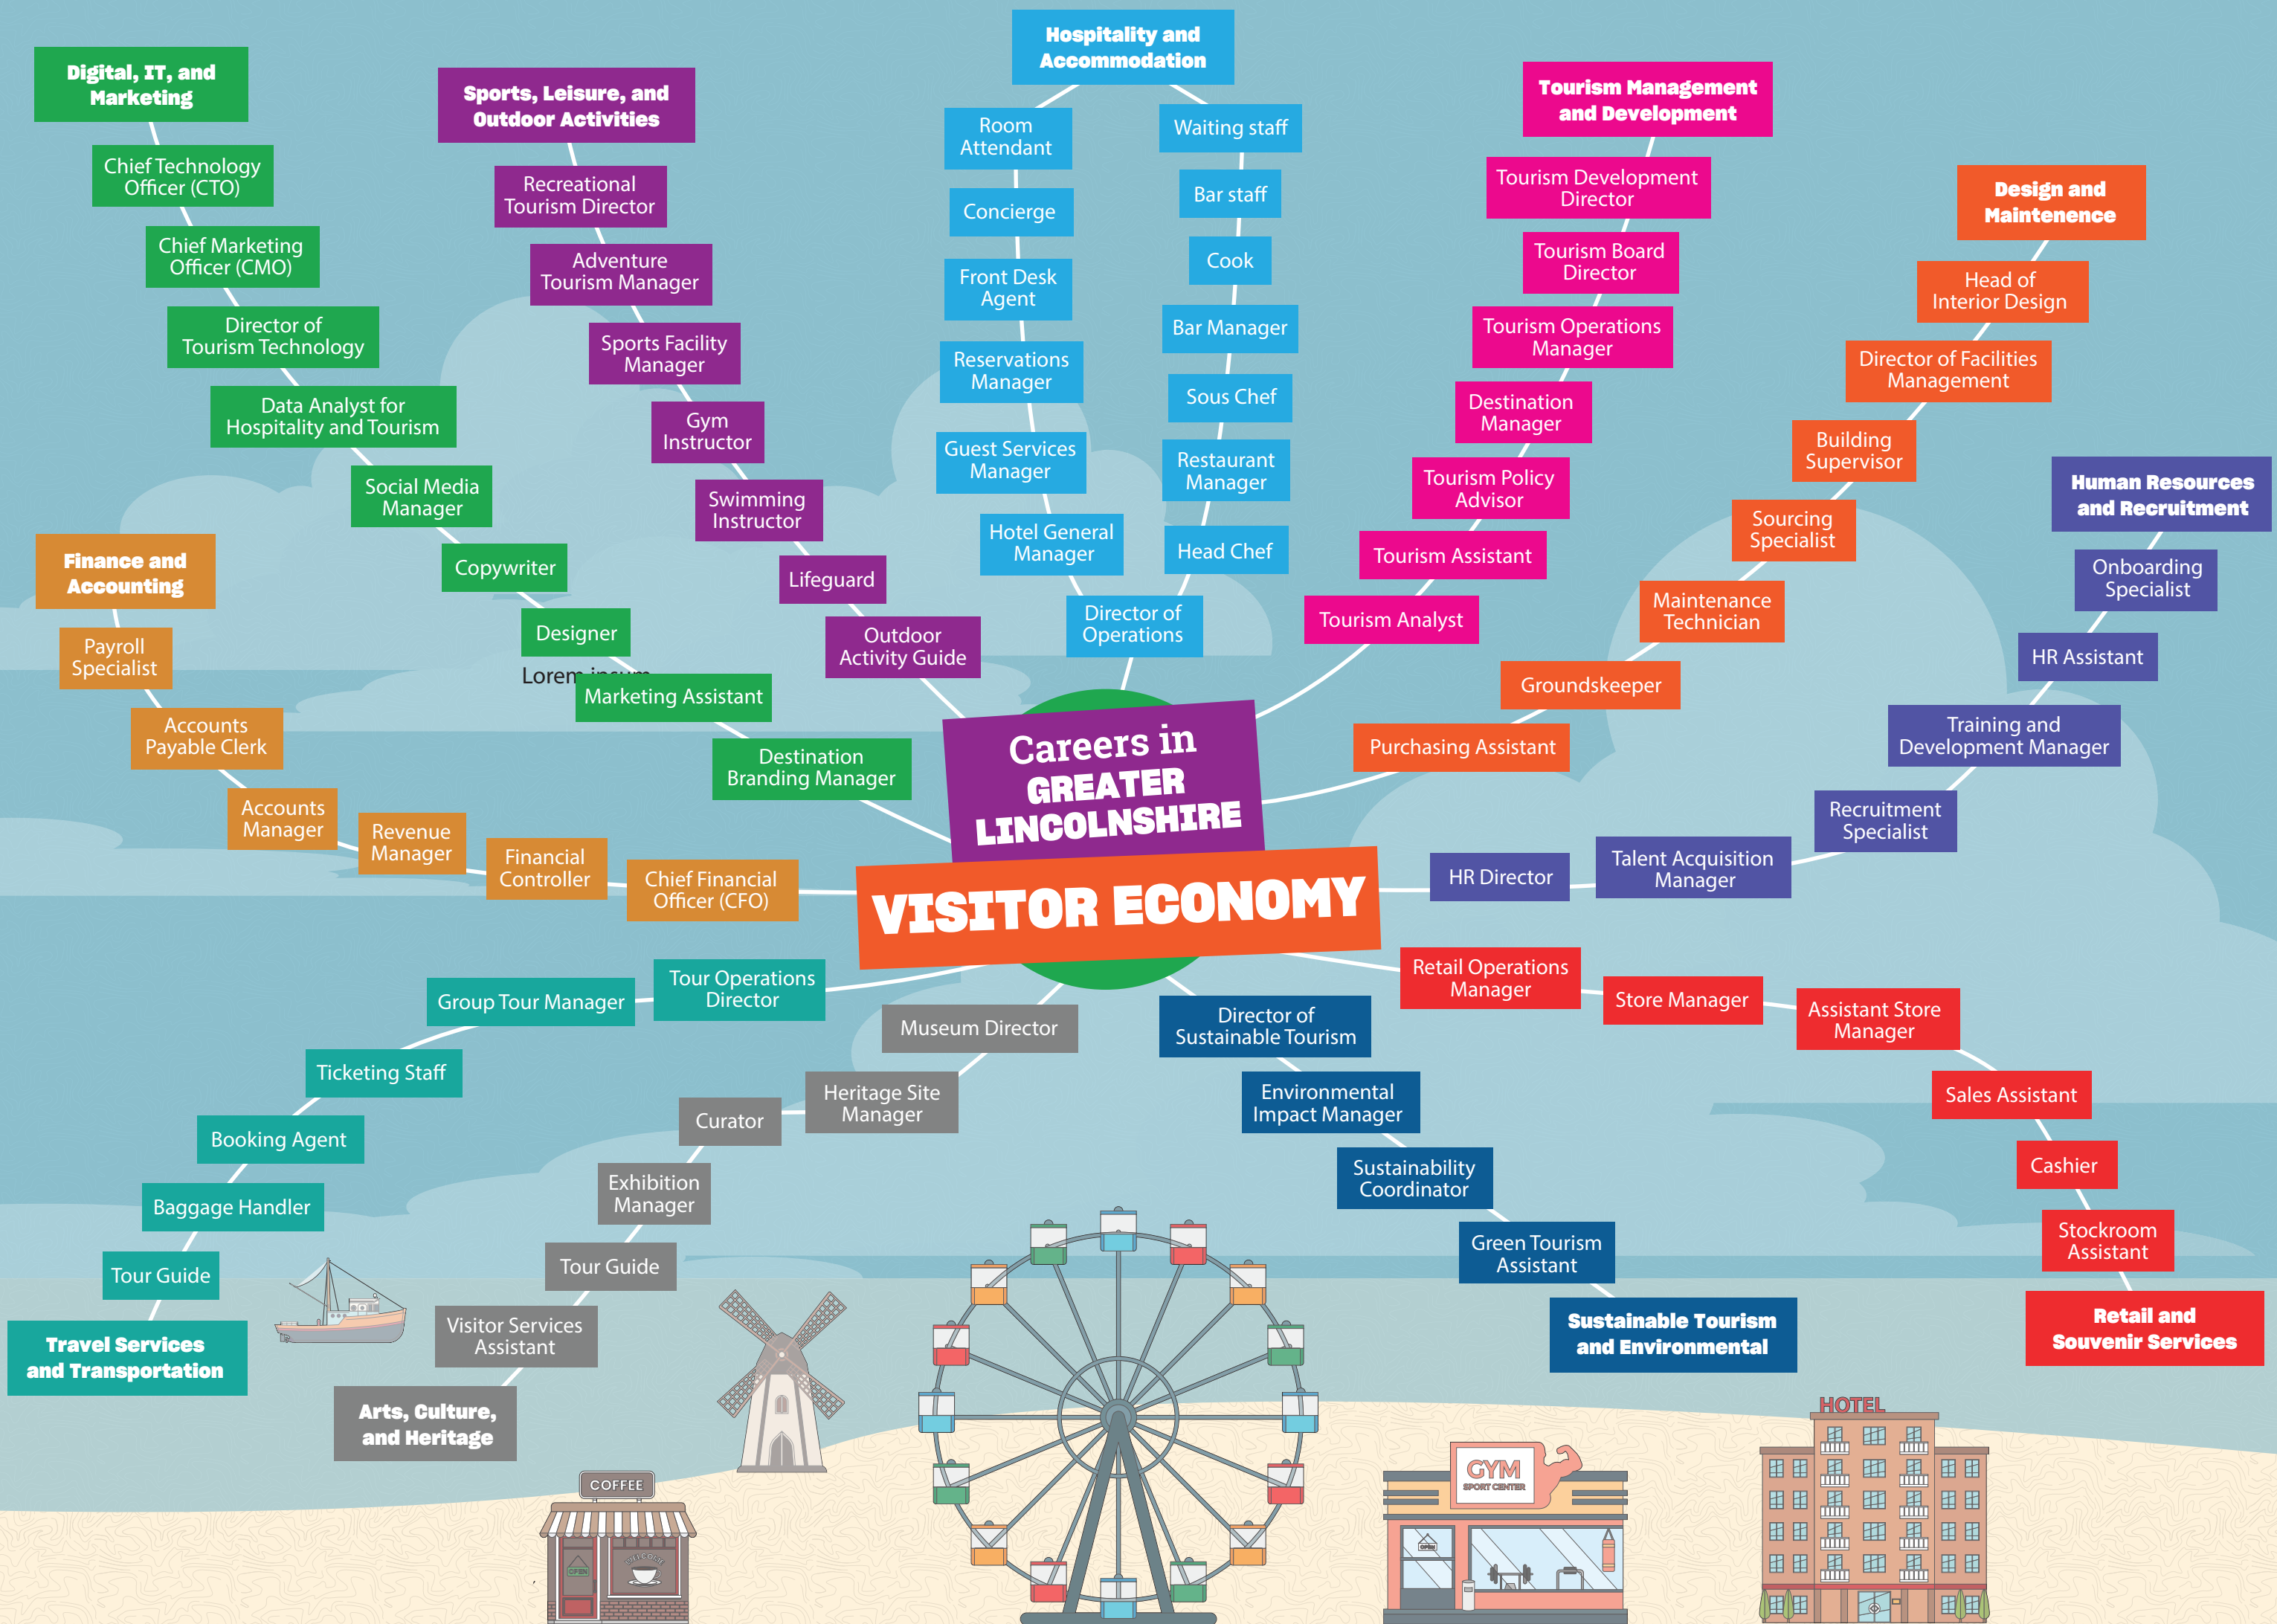 Digital, IT, and
Marketing
Chief Technology
Officer (CTO)
Chief Marketing
Officer (CMO)
Director of
Tourism Technology
Data Analyst for
Hospitality and Tourism
Social Media
Manager
Copywriter
Designer
Lorem ipsum
Marketing Assistant
Destination
Branding Manager
Sports, Leisure, and
Outdoor Activities
Recreational
Tourism Director
Adventure
Tourism Manager
Sports Facility
Manager
Gym
Instructor
Swimming
Instructor
Lifeguard
Outdoor
Activity Guide
Hospitality and
Accommodation
Room
Attendant
Concierge
Front Desk
Agent
Reservations
Manager
Guest Services
Manager
Hotel General
Manager
Waiting staff
Bar staff
Cook
Bar Manager
Sous Chef
Restaurant
Manager
Head Chef
Director of
Operations
Tourism Management
and Development
Tourism Development
Director
Tourism Board
Director
Tourism Operations
Manager
Destination
Manager
Tourism Policy
Advisor
Tourism Assistant
Tourism Analyst
Design and
Maintenence
Head of
Interior Design
Director of Facilities
Management
Building
Supervisor
Sourcing
Specialist
Maintenance
Technician
Groundskeeper
Purchasing Assistant
Human Resources
and Recruitment
Onboarding
Specialist
HR Assistant
Training and
Development Manager
Recruitment
Specialist
Talent Acquisition
Manager
HR Director
Finance and
Accounting
Payroll
Specialist
Accounts
Payable Clerk
Accounts
Manager
Revenue
Manager
Financial
Controller
Chief Financial
Officer (CFO)
Careers in
GREATER
LINCOLNSHIRE
VISITOR ECONOMY
Tour Operations
Director
Group Tour Manager
Ticketing Staff
Booking Agent
Baggage Handler
Tour Guide
Travel Services
and Transportation
Museum Director
Heritage Site
Manager
Curator
Exhibition
Manager
Tour Guide
Visitor Services
Assistant
Arts, Culture,
and Heritage
Director of
Sustainable Tourism
Environmental
Impact Manager
Sustainability
Coordinator
Green Tourism
Assistant
Sustainable Tourism
and Environmental
Retail Operations
Manager
Store Manager
Assistant Store
Manager
Sales Assistant
Cashier
Stockroom
Assistant
Retail and
Souvenir Services
COFFEE
WELCOME
OPEN
GYM
SPORT CENTER
OPEN
HOTEL